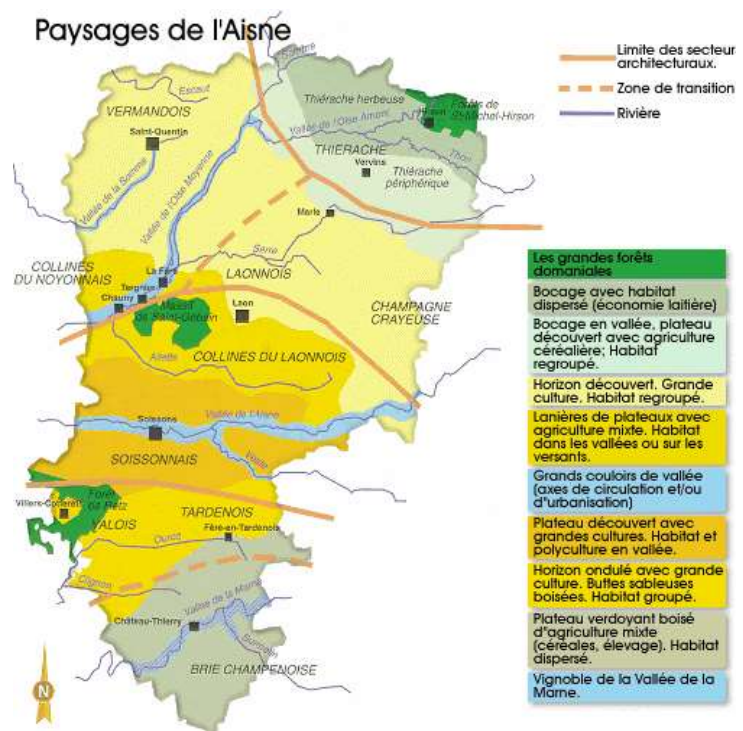 Paysages de l'Aisne
Limite des secteur
architecturaux.
Zone de transition
Rivière
Sambre
Escaut
VERMANDOIS
Saint-Quentin
Thiérache herbeuse
Forêts de
St-Michel-Hirson
Hirson
Vallée de l'Oise Amont
THIERACHE
Thon
Vervins
Thiérache
périphérique
Vallée de la Somme
Vallée de l'Oise Moyenne
Marle
Serre
COLLINES
DU NOYONNAIS
La Fère
Tergnier
Chauny
LAONNOIS
Massif
de Saint-Gobain
Laon
CHAMPAGNE
CRAYEUSE
Ailette
COLLINES DU LAONNOIS
Vallée de l'Aisne
Soissons
SOISSONNAIS
Vesle
Forêt
de Retz
Villers-Cotterêts
VALOIS
TARDENOIS
Fère-en-Tardenois
Ourcq
Clignon
Vallée de la Marne
Château-Thierry
Surmelin
BRIE CHAMPENOISE
N
Les grandes forêts
domaniales
Bocage avec habitat
dispersé (économie laitière)
Bocage en vallée, plateau
découvert avec agriculture
céréalière; Habitat
regroupé.
Horizon découvert. Grande
culture. Habitat regroupé.
Lanières de plateaux avec
agriculture mixte. Habitat
dans les vallées ou sur les
versants.
Grands couloirs de vallée
(axes de circulation et/ou
d"urbanisation)
Plateau découvert avec
grandes cultures. Habitat et
polyculture en vallée.
Horizon ondulé avec grande
culture. Buttes sableuses
boisées. Habitat groupé.
Plateau verdoyant boisé
d"agriculture mixte
(céréales, élevage). Habitat
dispersé.
Vignoble de la Vallée de la
Marne.